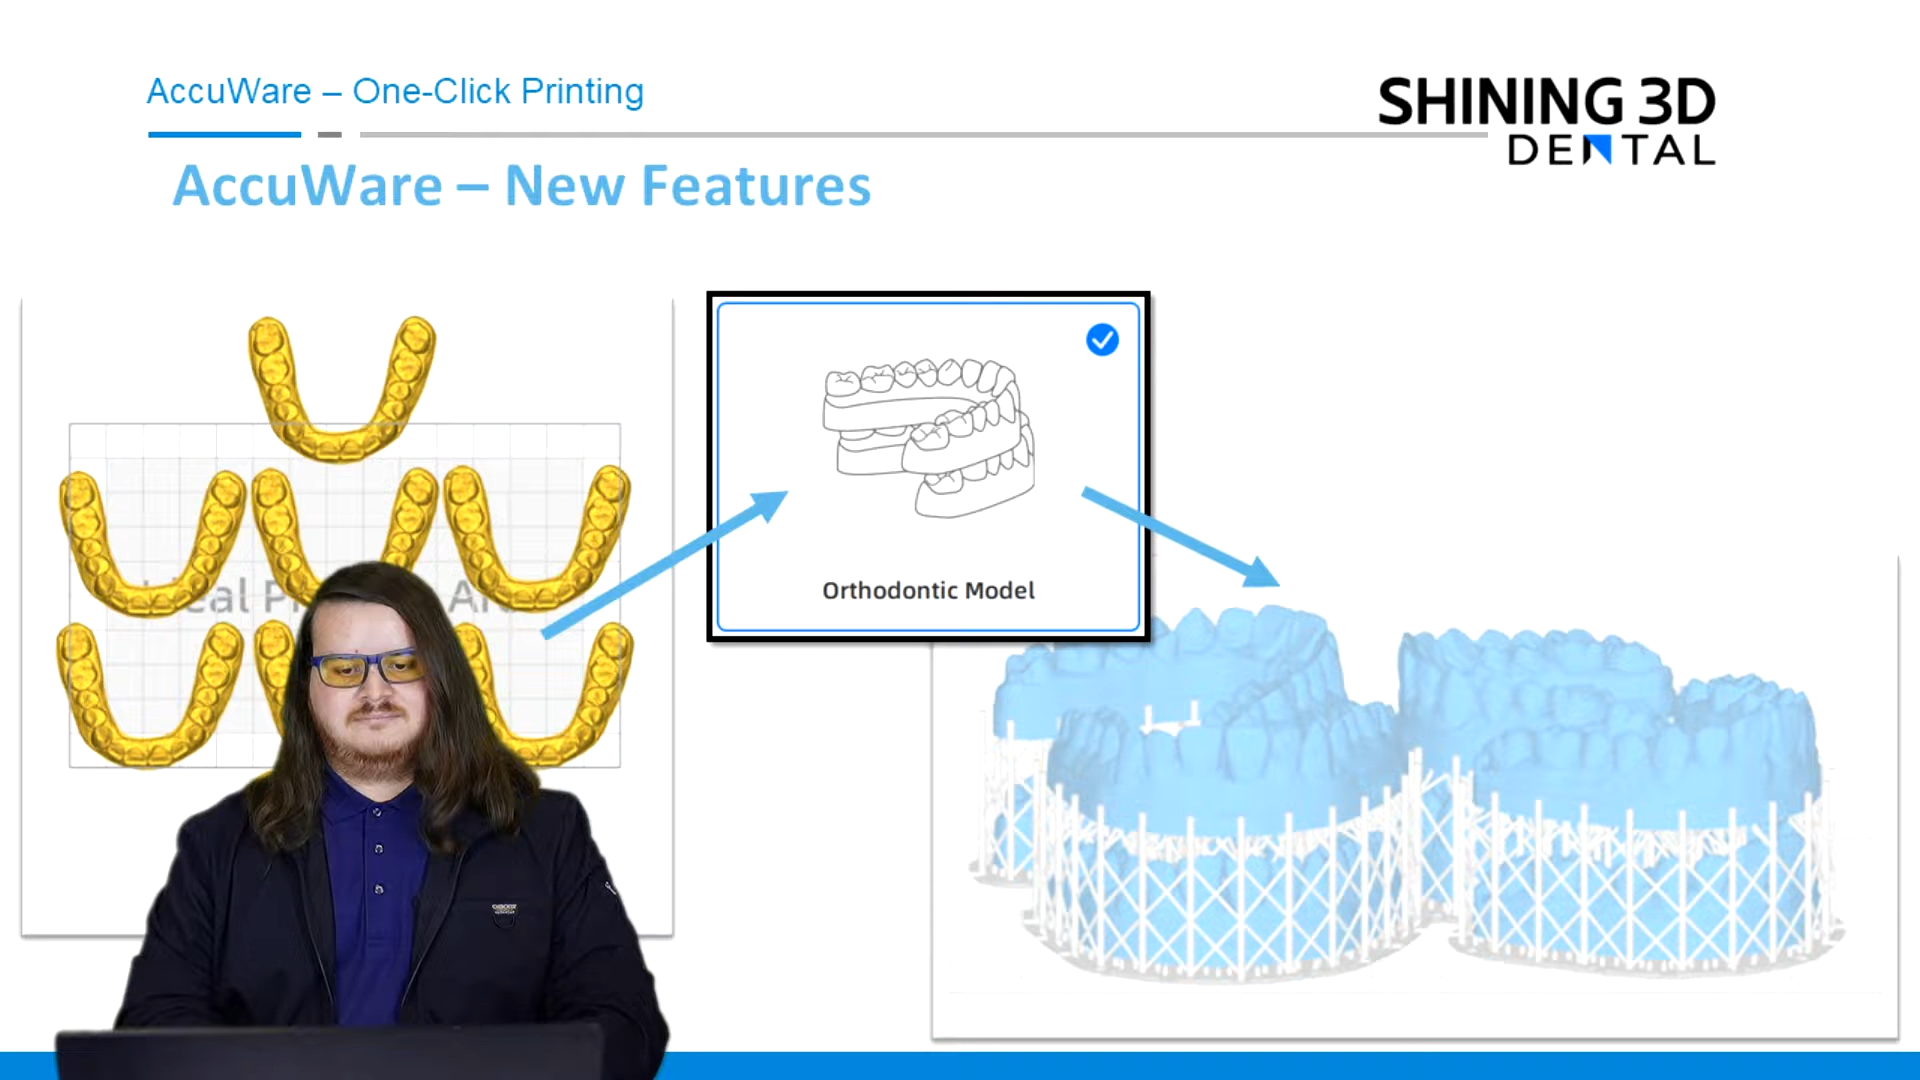 AccuWare – One-Click Printing
SHINING 3D
DENTAL
AccuWare – New Features
Orthodontic Model